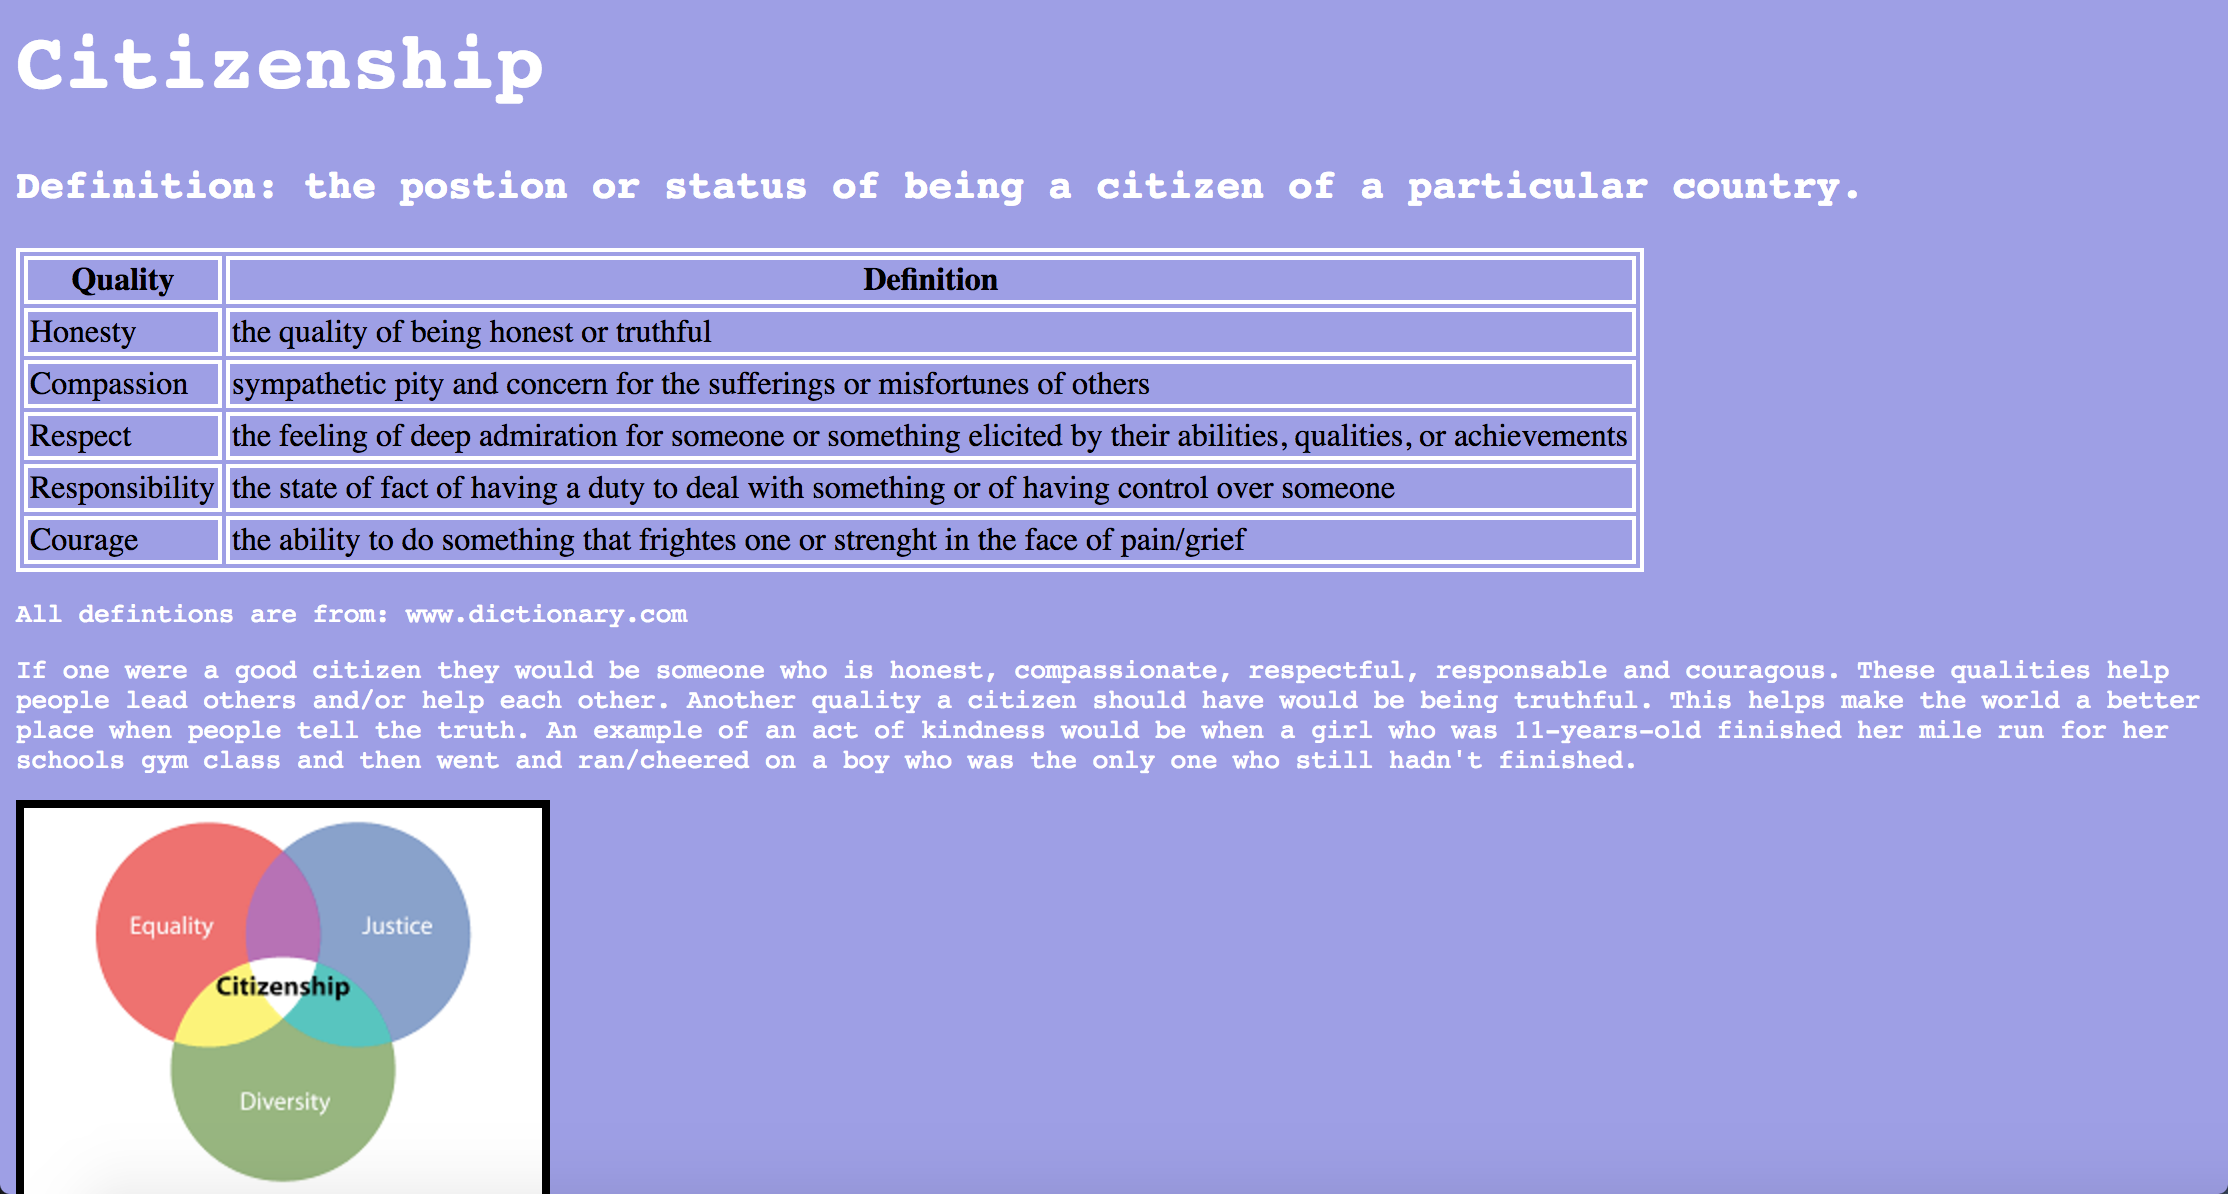 Citizenship
Definition: the postion or status of being a citizen of a particular country.
Quality Definition
Honesty the quality of being honest or truthful
Compassion sympathetic pity and concern for the sufferings or misfortunes of others
Respect the feeling of deep admiration for someone or something elicited by their abilities, qualities, or achievements
Responsibility the state of fact of having a duty to deal with something or of having control over someone
Courage the ability to do something that frightes one or strenght in the face of pain/grief
All defintions are from: www.dictionary.com
If one were a good citizen they would be someone who is honest, compassionate, respectful, responsable and couragous. These qualities help
people lead others and/or help each other. Another quality a citizen should have would be being truthful. This helps make the world a better
place when people tell the truth. An example of an act of kindness would be when a girl who was 11-years-old finished her mile run for her
schools gym class and then went and ran/cheered on a boy who was the only one who still hadn't finished.
Equality Justice
Citizenship
Diversity